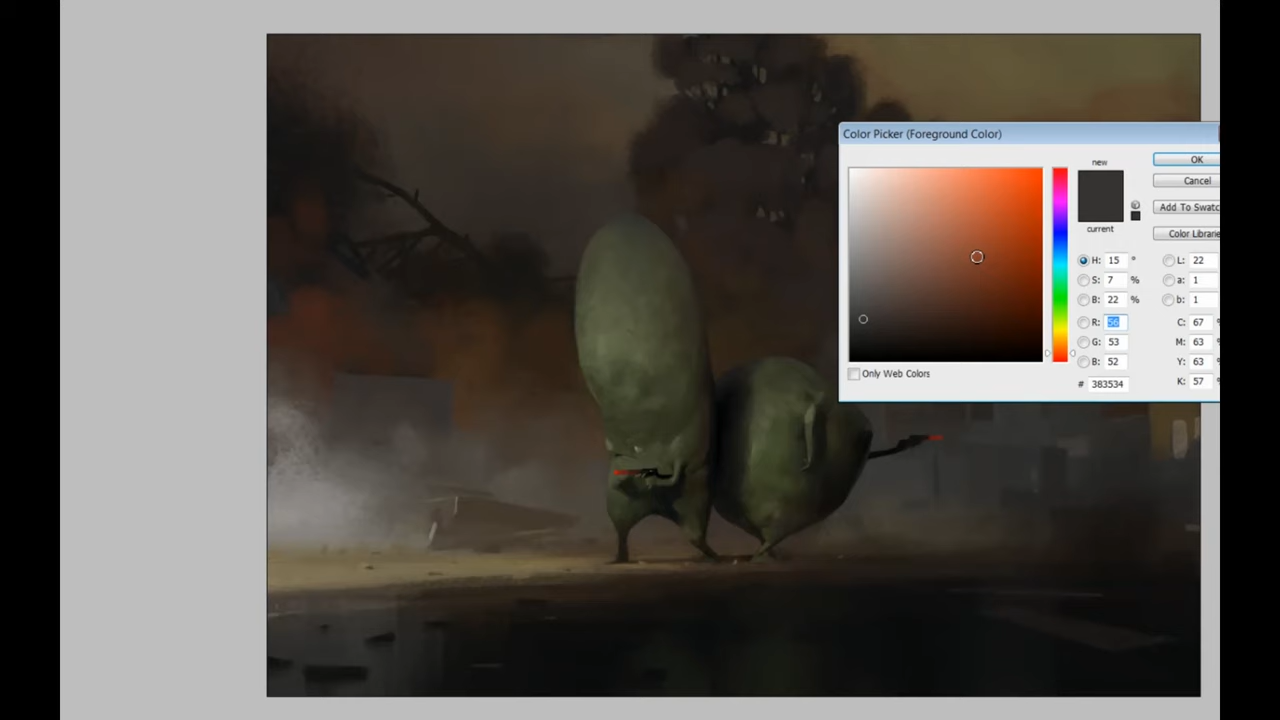 Color Picker (Foreground Color)
new
current
OK
Cancel
Add To Swatc
Color Librarie
H: 15 °
S: 7 %
B: 22 %
R: 56
G: 53
B: 52
# 383534
L: 22
a: 1
b: 1
C: 67 %
M: 63
Y: 63
K: 57 %
Only Web Colors